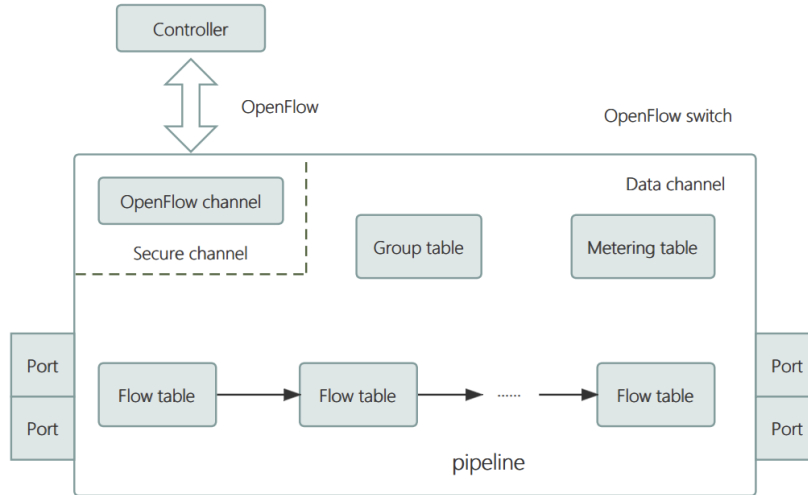 Controller
OpenFlow
OpenFlow switch
Data channel
OpenFlow channel
Secure channel
Group table
Metering table
Port
Port
Flow table
Flow table
......
Flow table
Port
Port
pipeline